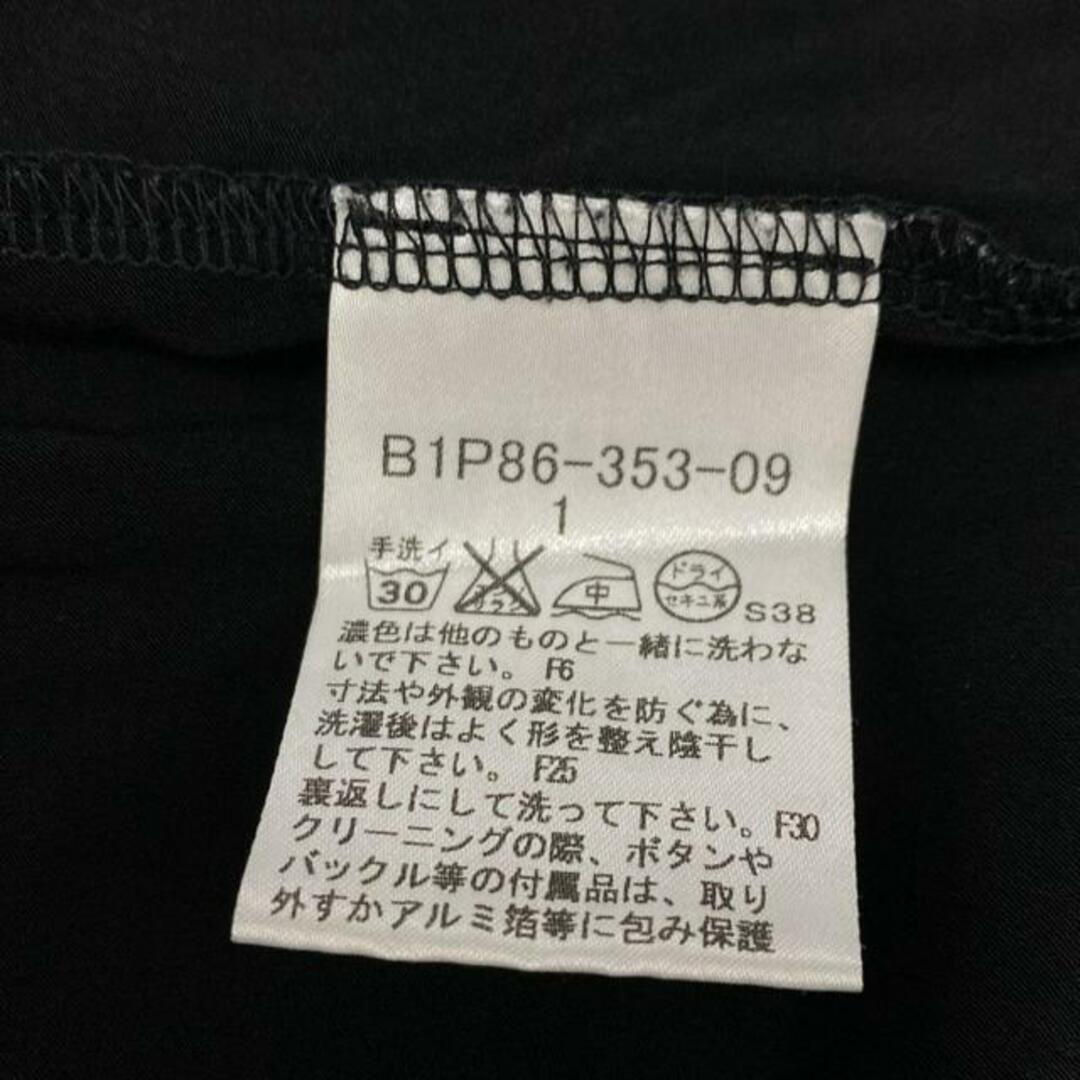 B1P86-353-09
1
手洗イ
30
エンソ
サラシ
中
ドライ
セキユ系
S38
濃色は他のものと一緒に洗わな
いで下さい。 F6
寸法や外観の変化を防ぐ為に、
洗濯後はよく形を整え陰干し
して下さい。 F25
裏返しにして洗って下さい。F30
クリーニングの際、ボタンや
バックル等の付属品は、取り
外すかアルミ箔等に包み保護